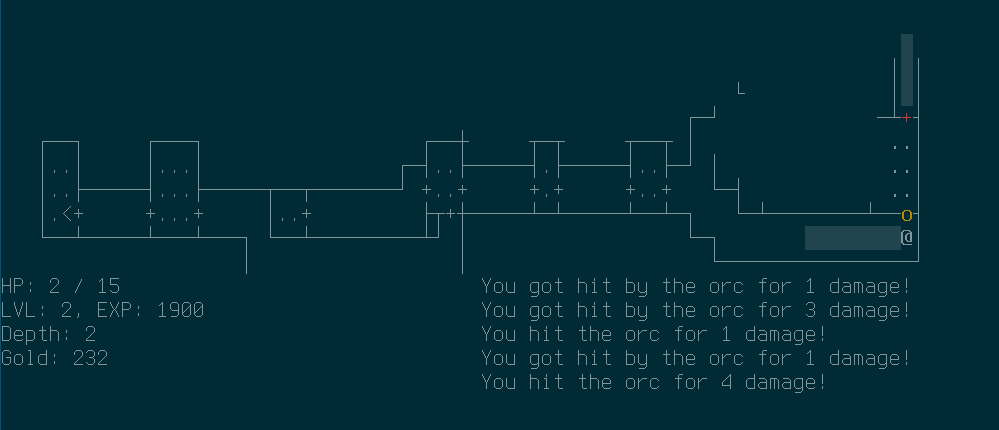 HP: 2 / 15
LVL: 2, EXP: 1900
Depth: 2
Gold: 232
You got hit by the orc for 1 damage!
You got hit by the orc for 3 damage!
You hit the orc for 1 damage!
You got hit by the orc for 1 damage!
You hit the orc for 4 damage!